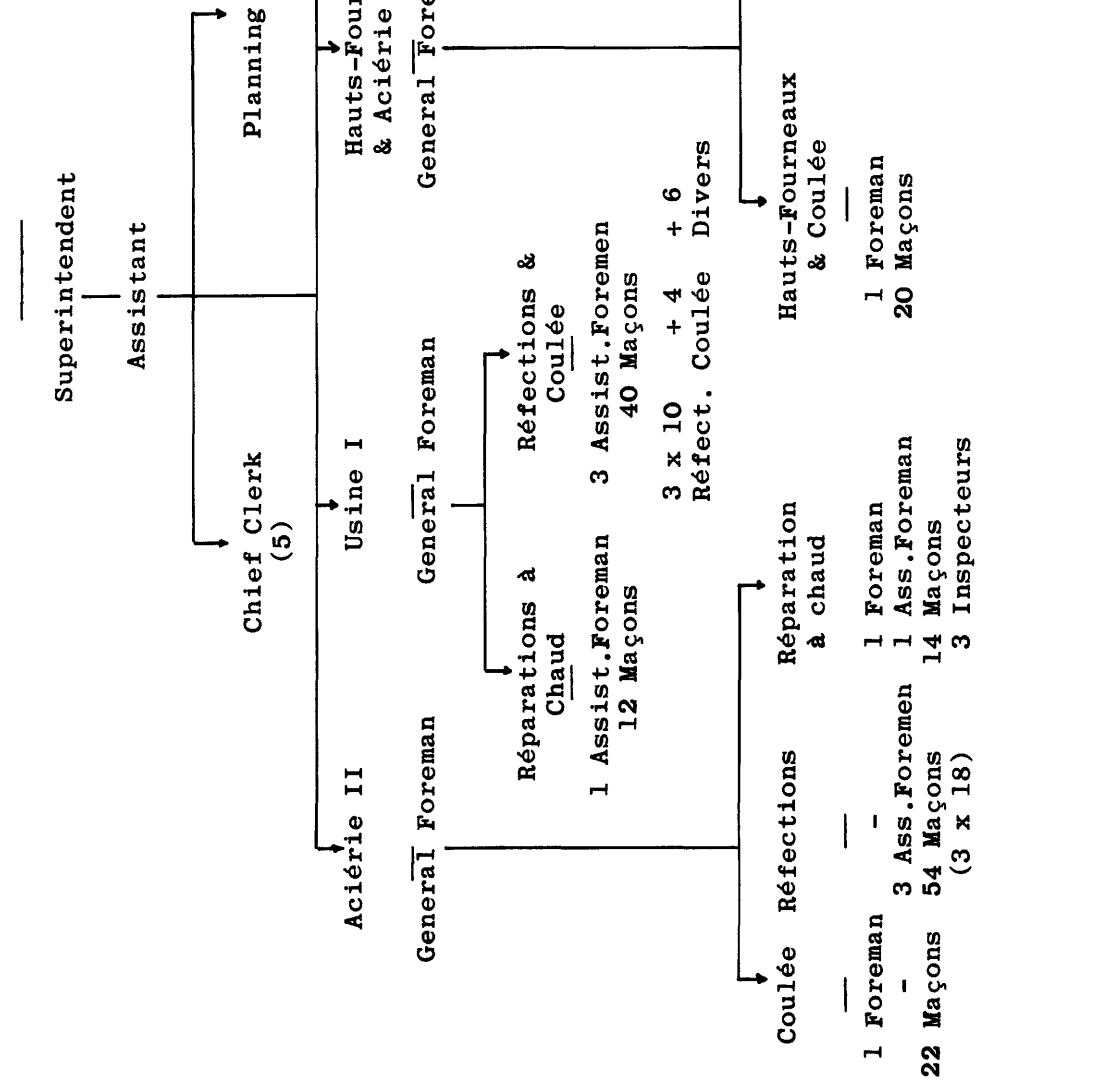 Superintendent
Assistant
Chief Clerk
(5)
Planning
Aciérie II
General Foreman
Usine I
General Foreman
Hauts-Four
& Aciérie
General Fore
Réparations à
Chaud
1 Assist.Foreman
12 Maçons
Réfections &
Coulée
3 Assist.Foremen
40 Maçons
3 x 10 + 4 + 6
Réfect. Coulée Divers
Coulée
1 Foreman
-
22 Maçons
Réfections
-
3 Ass.Foremen
54 Maçons
(3 x 18)
Réparation
à chaud
1 Foreman
1 Ass.Foreman
14 Maçons
3 Inspecteurs
Hauts-Fourneaux
& Coulée
1 Foreman
20 Maçons